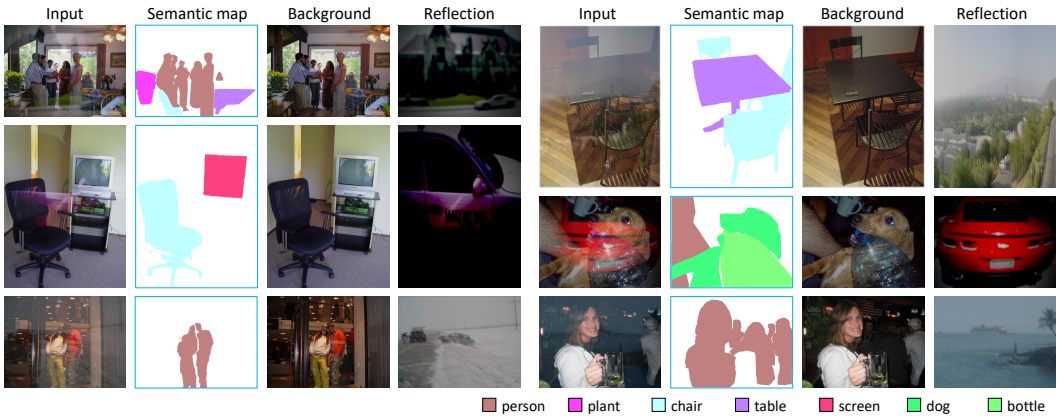 Input Semantic map Background Reflection Input Semantic map Background Reflection
person plant chair table screen dog bottle